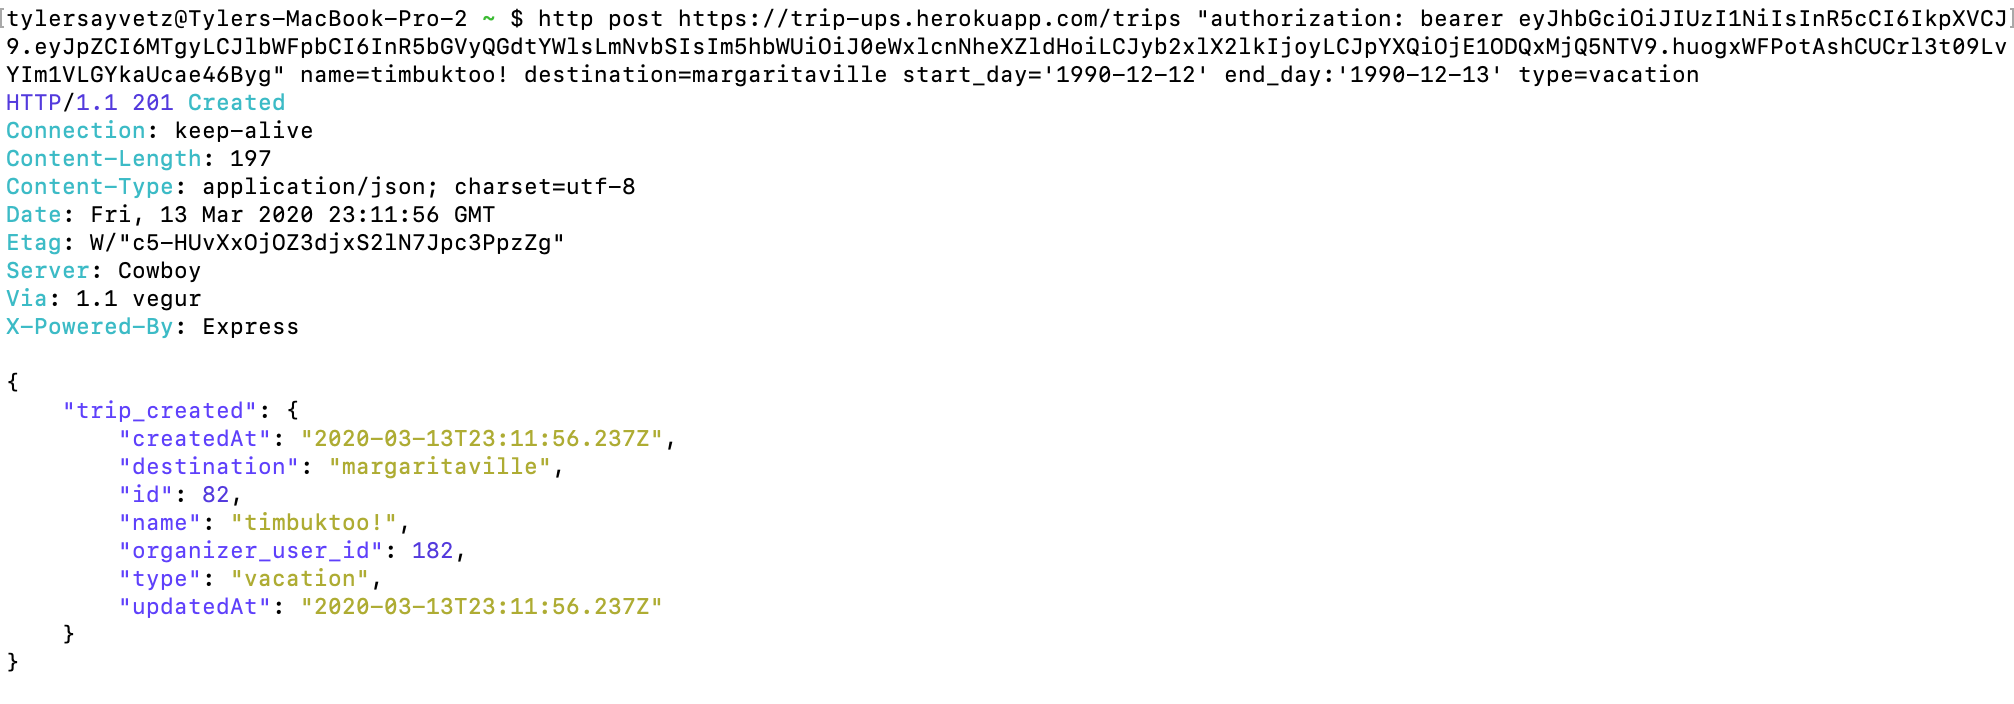 [tylersayvetz@Tylers-MacBook-Pro-2 ~ $ http post https://trip-ups.herokuapp.com/trips "authorization: bearer eyJhbGciOiJIUzI1NiIsInR5cCI6IkpXVCJ]
9.eyJpZCI6MTgyLCJlbWFpbCI6InR5bGVyQGdtYWlsLmNvbSIsIm5hbWUiOiJ0eWxlcnNheXZldHoiLCJyb2xlX2lkIjoyLCJpYXQiOjE1ODQxMjQ5NTV9.huogxWFPotAshCUCrl3t09Lv
YIm1VLGYkaUcae46Byg" name=timbuktoo! destination=margaritaville start_day='1990-12-12' end_day:'1990-12-13' type=vacation
HTTP/1.1 201 Created
Connection: keep-alive
Content-Length: 197
Content-Type: application/json; charset=utf-8
Date: Fri, 13 Mar 2020 23:11:56 GMT
Etag: W/"c5-HUvXxOjOZ3djxS2lN7Jpc3PpzZg"
Server: Cowboy
Via: 1.1 vegur
X-Powered-By: Express
{
    "trip_created": {
        "createdAt": "2020-03-13T23:11:56.237Z",
        "destination": "margaritaville",
        "id": 82,
        "name": "timbuktoo!",
        "organizer_user_id": 182,
        "type": "vacation",
        "updatedAt": "2020-03-13T23:11:56.237Z"
    }
}